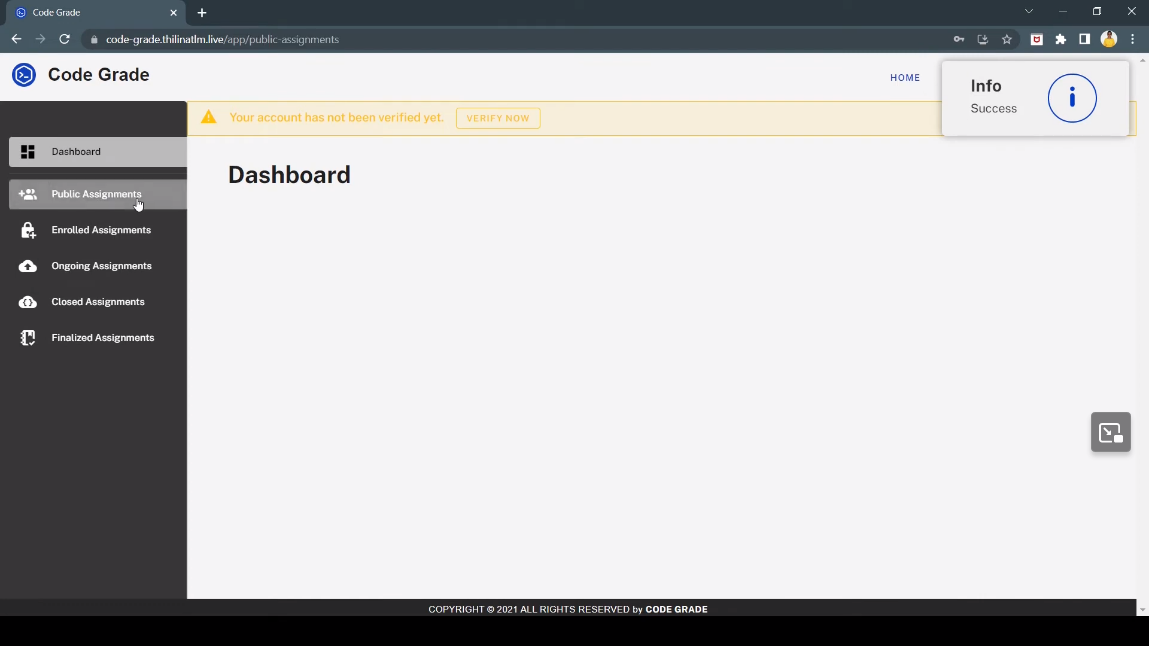 Code Grade
code-grade.thilinatlm.live/app/public-assignments
Code Grade
HOME
Info
Success
Your account has not been verified yet.
VERIFY NOW
Dashboard
Dashboard
Public Assignments
Enrolled Assignments
Ongoing Assignments
Closed Assignments
Finalized Assignments
COPYRIGHT © 2021 ALL RIGHTS RESERVED by CODE GRADE